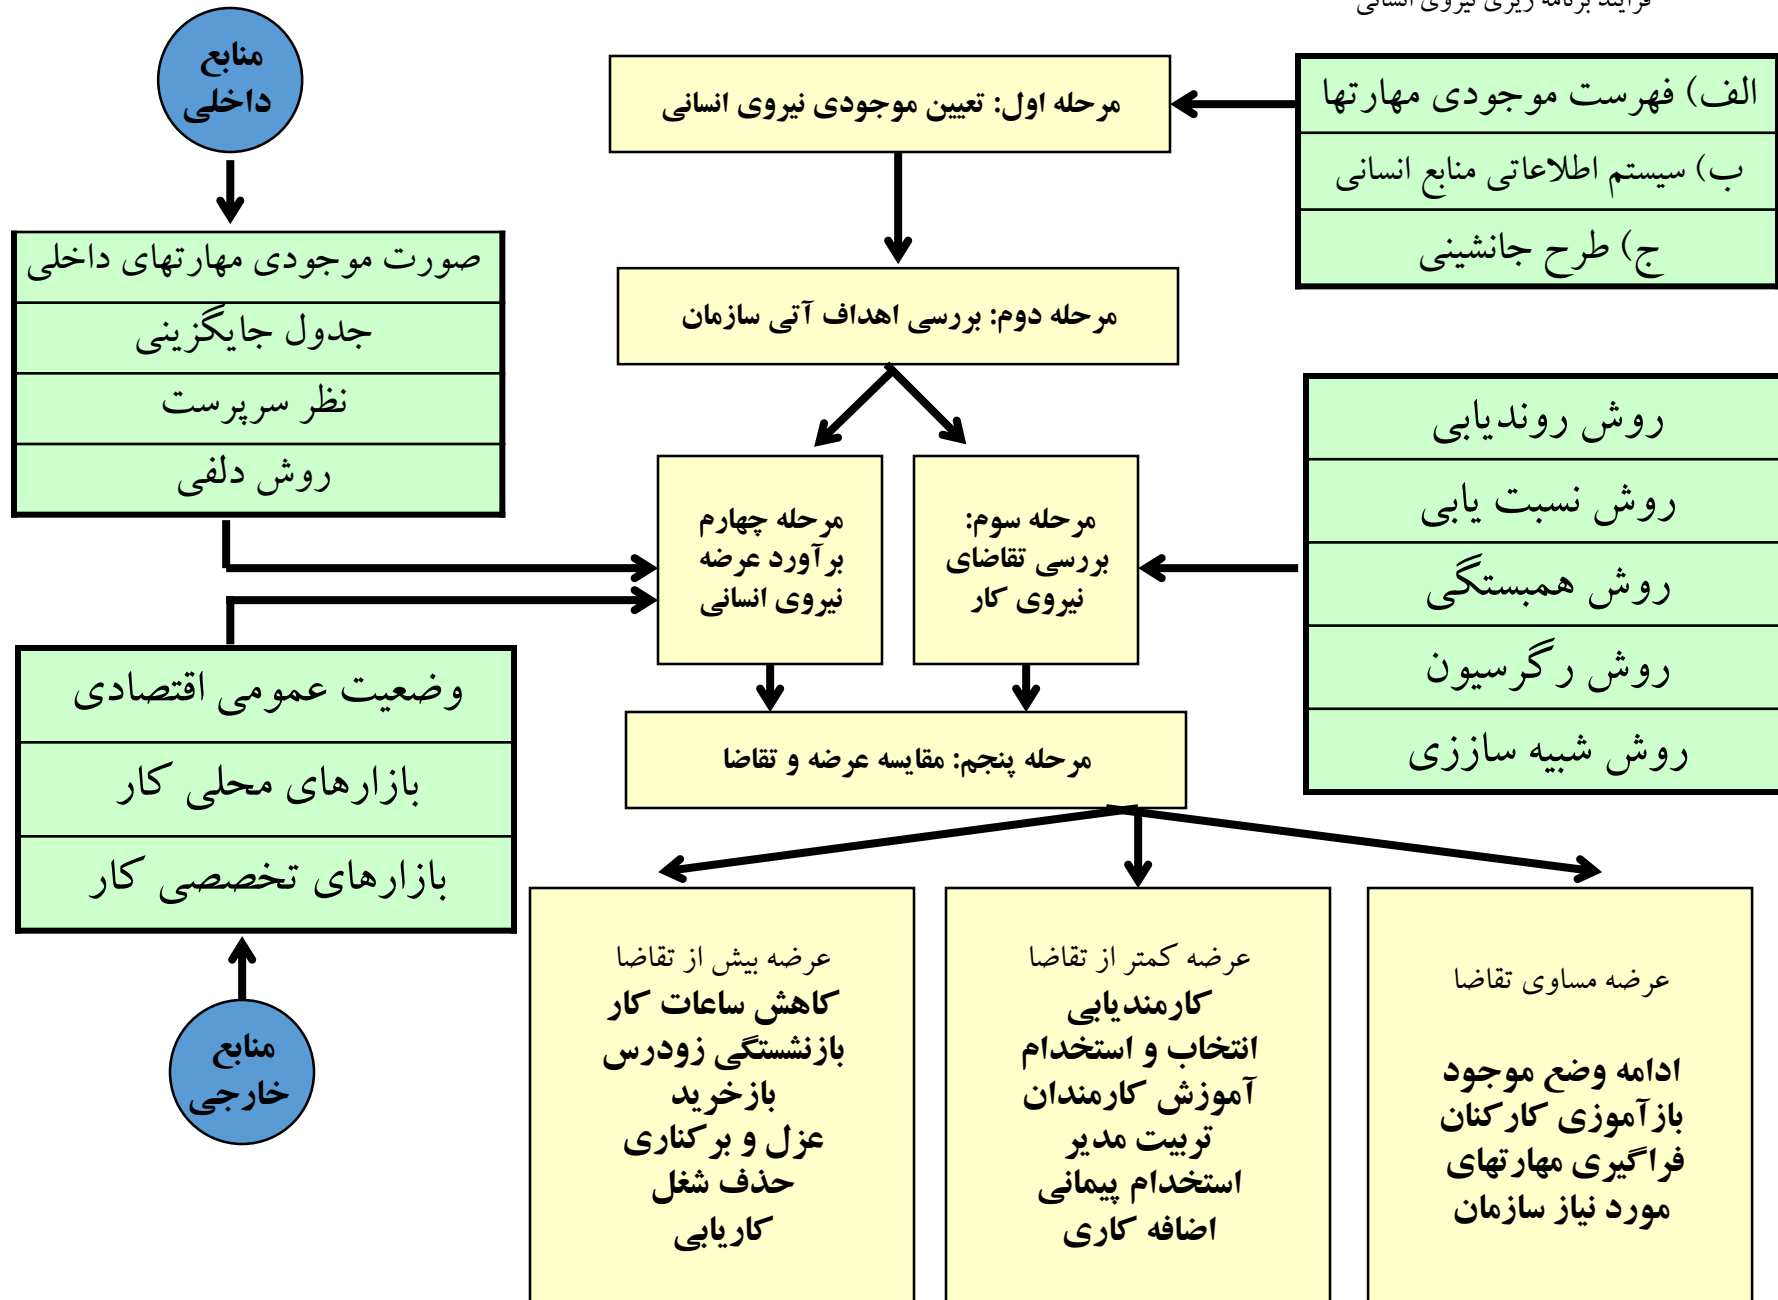 فرآیند برنامه ریزی نیروی انسانی
الف) فهرست موجودی مهارتها
ب) سیستم اطلاعاتی منابع انسانی
ج) طرح جانشینی
مرحله اول: تعیین موجودی نیروی انسانی
منابع
داخلی
صورت موجودی مهارتهای داخلی
جدول جایگزینی
نظر سرپرست
روش دلفی
مرحله دوم: بررسی اهداف آتی سازمان
روش روندیابی
روش نسبت یابی
روش همبستگی
روش رگرسیون
روش شبیه ساززی
مرحله سوم:
بررسی تقاضای
نیروی کار
مرحله چهارم
برآورد عرضه
نیروی انسانی
وضعیت عمومی اقتصادی
بازارهای محلی کار
بازارهای تخصصی کار
منابع
خارجی
مرحله پنجم: مقایسه عرضه و تقاضا
عرضه مساوی تقاضا
ادامه وضع موجود
بازآموزی کارکنان
فراگیری مهارتهای
مورد نیاز سازمان
عرضه کمتر از تقاضا
کارمندیابی
انتخاب و استخدام
آموزش کارمندان
تربیت مدیر
استخدام پیمانی
اضافه کاری
عرضه بیش از تقاضا
کاهش ساعات کار
بازنشستگی زودرس
بازخرید
عزل و برکناری
حذف شغل
کاریابی